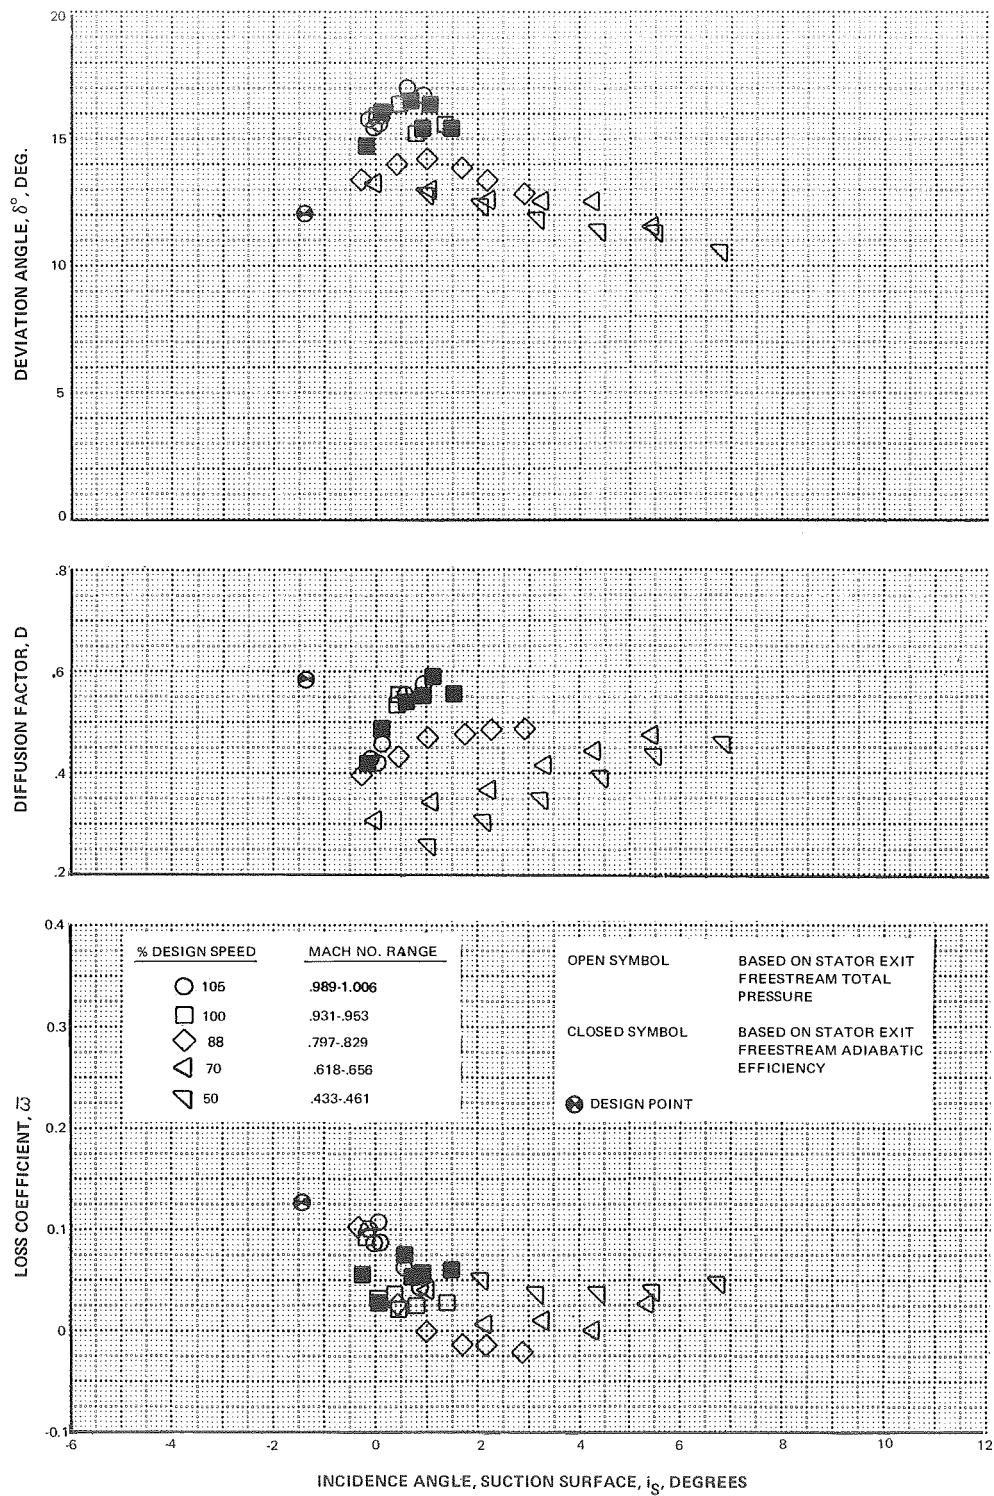 20
15
10
5
0
DEVIATION ANGLE, δ°, DEG.
.8
.6
.4
.2
DIFFUSION FACTOR, D
0.4
0.3
0.2
0.1
0
-0.1
LOSS COEFFICIENT, ω̅
% DESIGN SPEED MACH NO. RANGE
105 .989-1.006
100 .931-.953
88 .797-.829
70 .618-.656
50 .433-.461
OPEN SYMBOL BASED ON STATOR EXIT
FREESTREAM TOTAL
PRESSURE
CLOSED SYMBOL BASED ON STATOR EXIT
FREESTREAM ADIABATIC
EFFICIENCY
DESIGN POINT
-6 -4 -2 0 2 4 6 8 10 12
INCIDENCE ANGLE, SUCTION SURFACE, iS, DEGREES